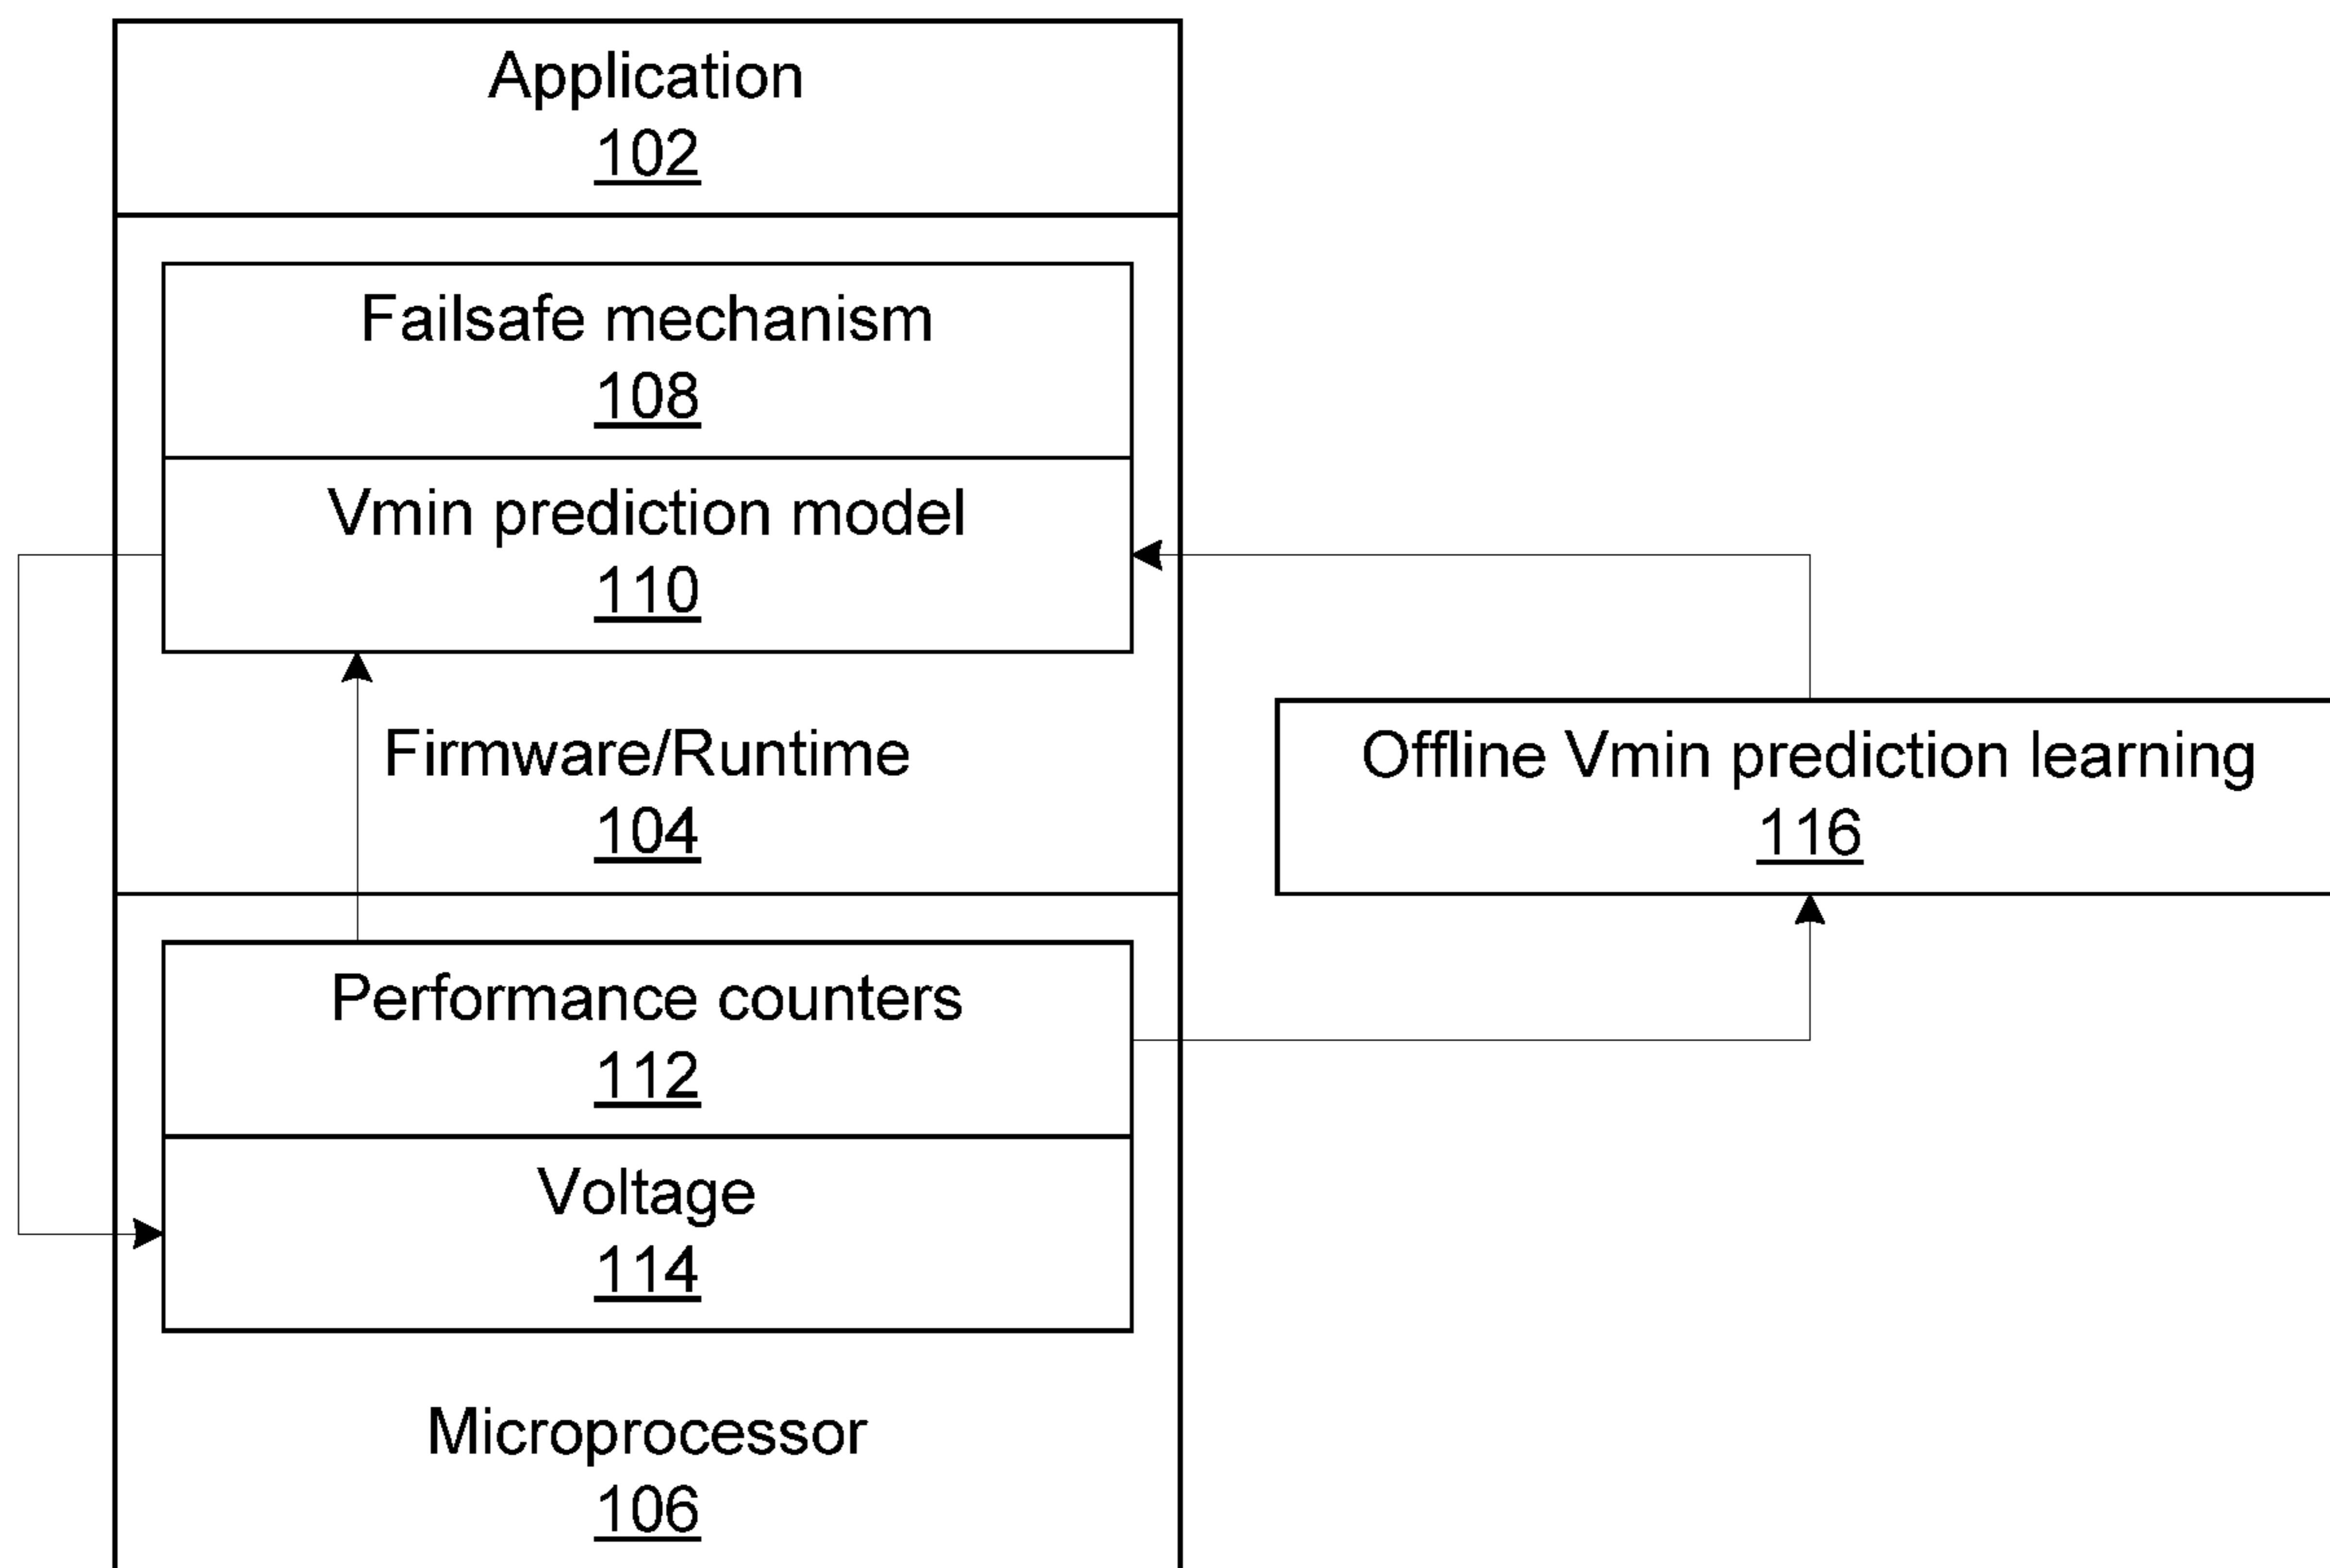 Application
102
Failsafe mechanism
108
Vmin prediction model
110
Firmware/Runtime
104
Offline Vmin prediction learning
116
Performance counters
112
Voltage
114
Microprocessor
106